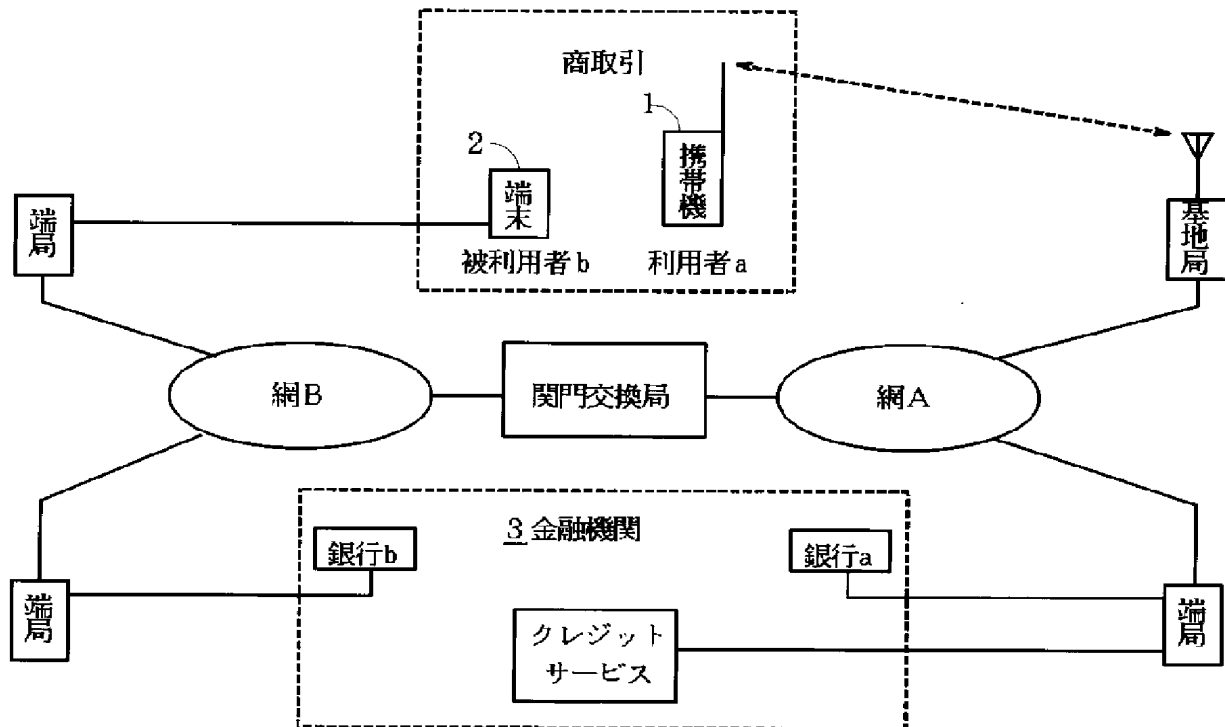 商取引
1
携帯機
2
端末
端局
基地局
被利用者b
利用者a
網B
関門交換局
網A
3 金融機関
銀行b
銀行a
端局
端局
クレジット
サービス